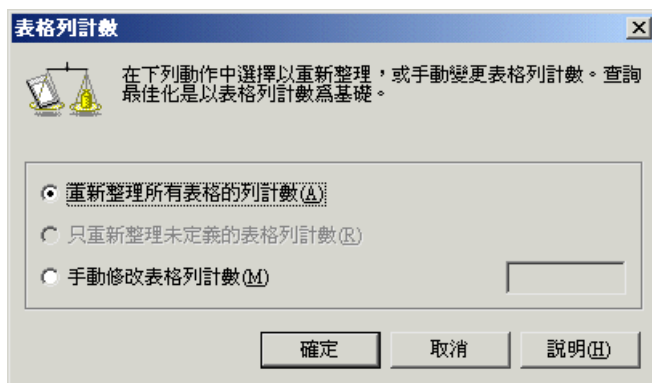 表格列計數
在下列動作中選擇以重新整理，或手動變更表格列計數。查詢
最佳化是以表格列計數為基礎。
重新整理所有表格的列計數(A)
只重新整理未定義的表格列計數(R)
手動修改表格列計數(M)
確定 取消 說明(H)